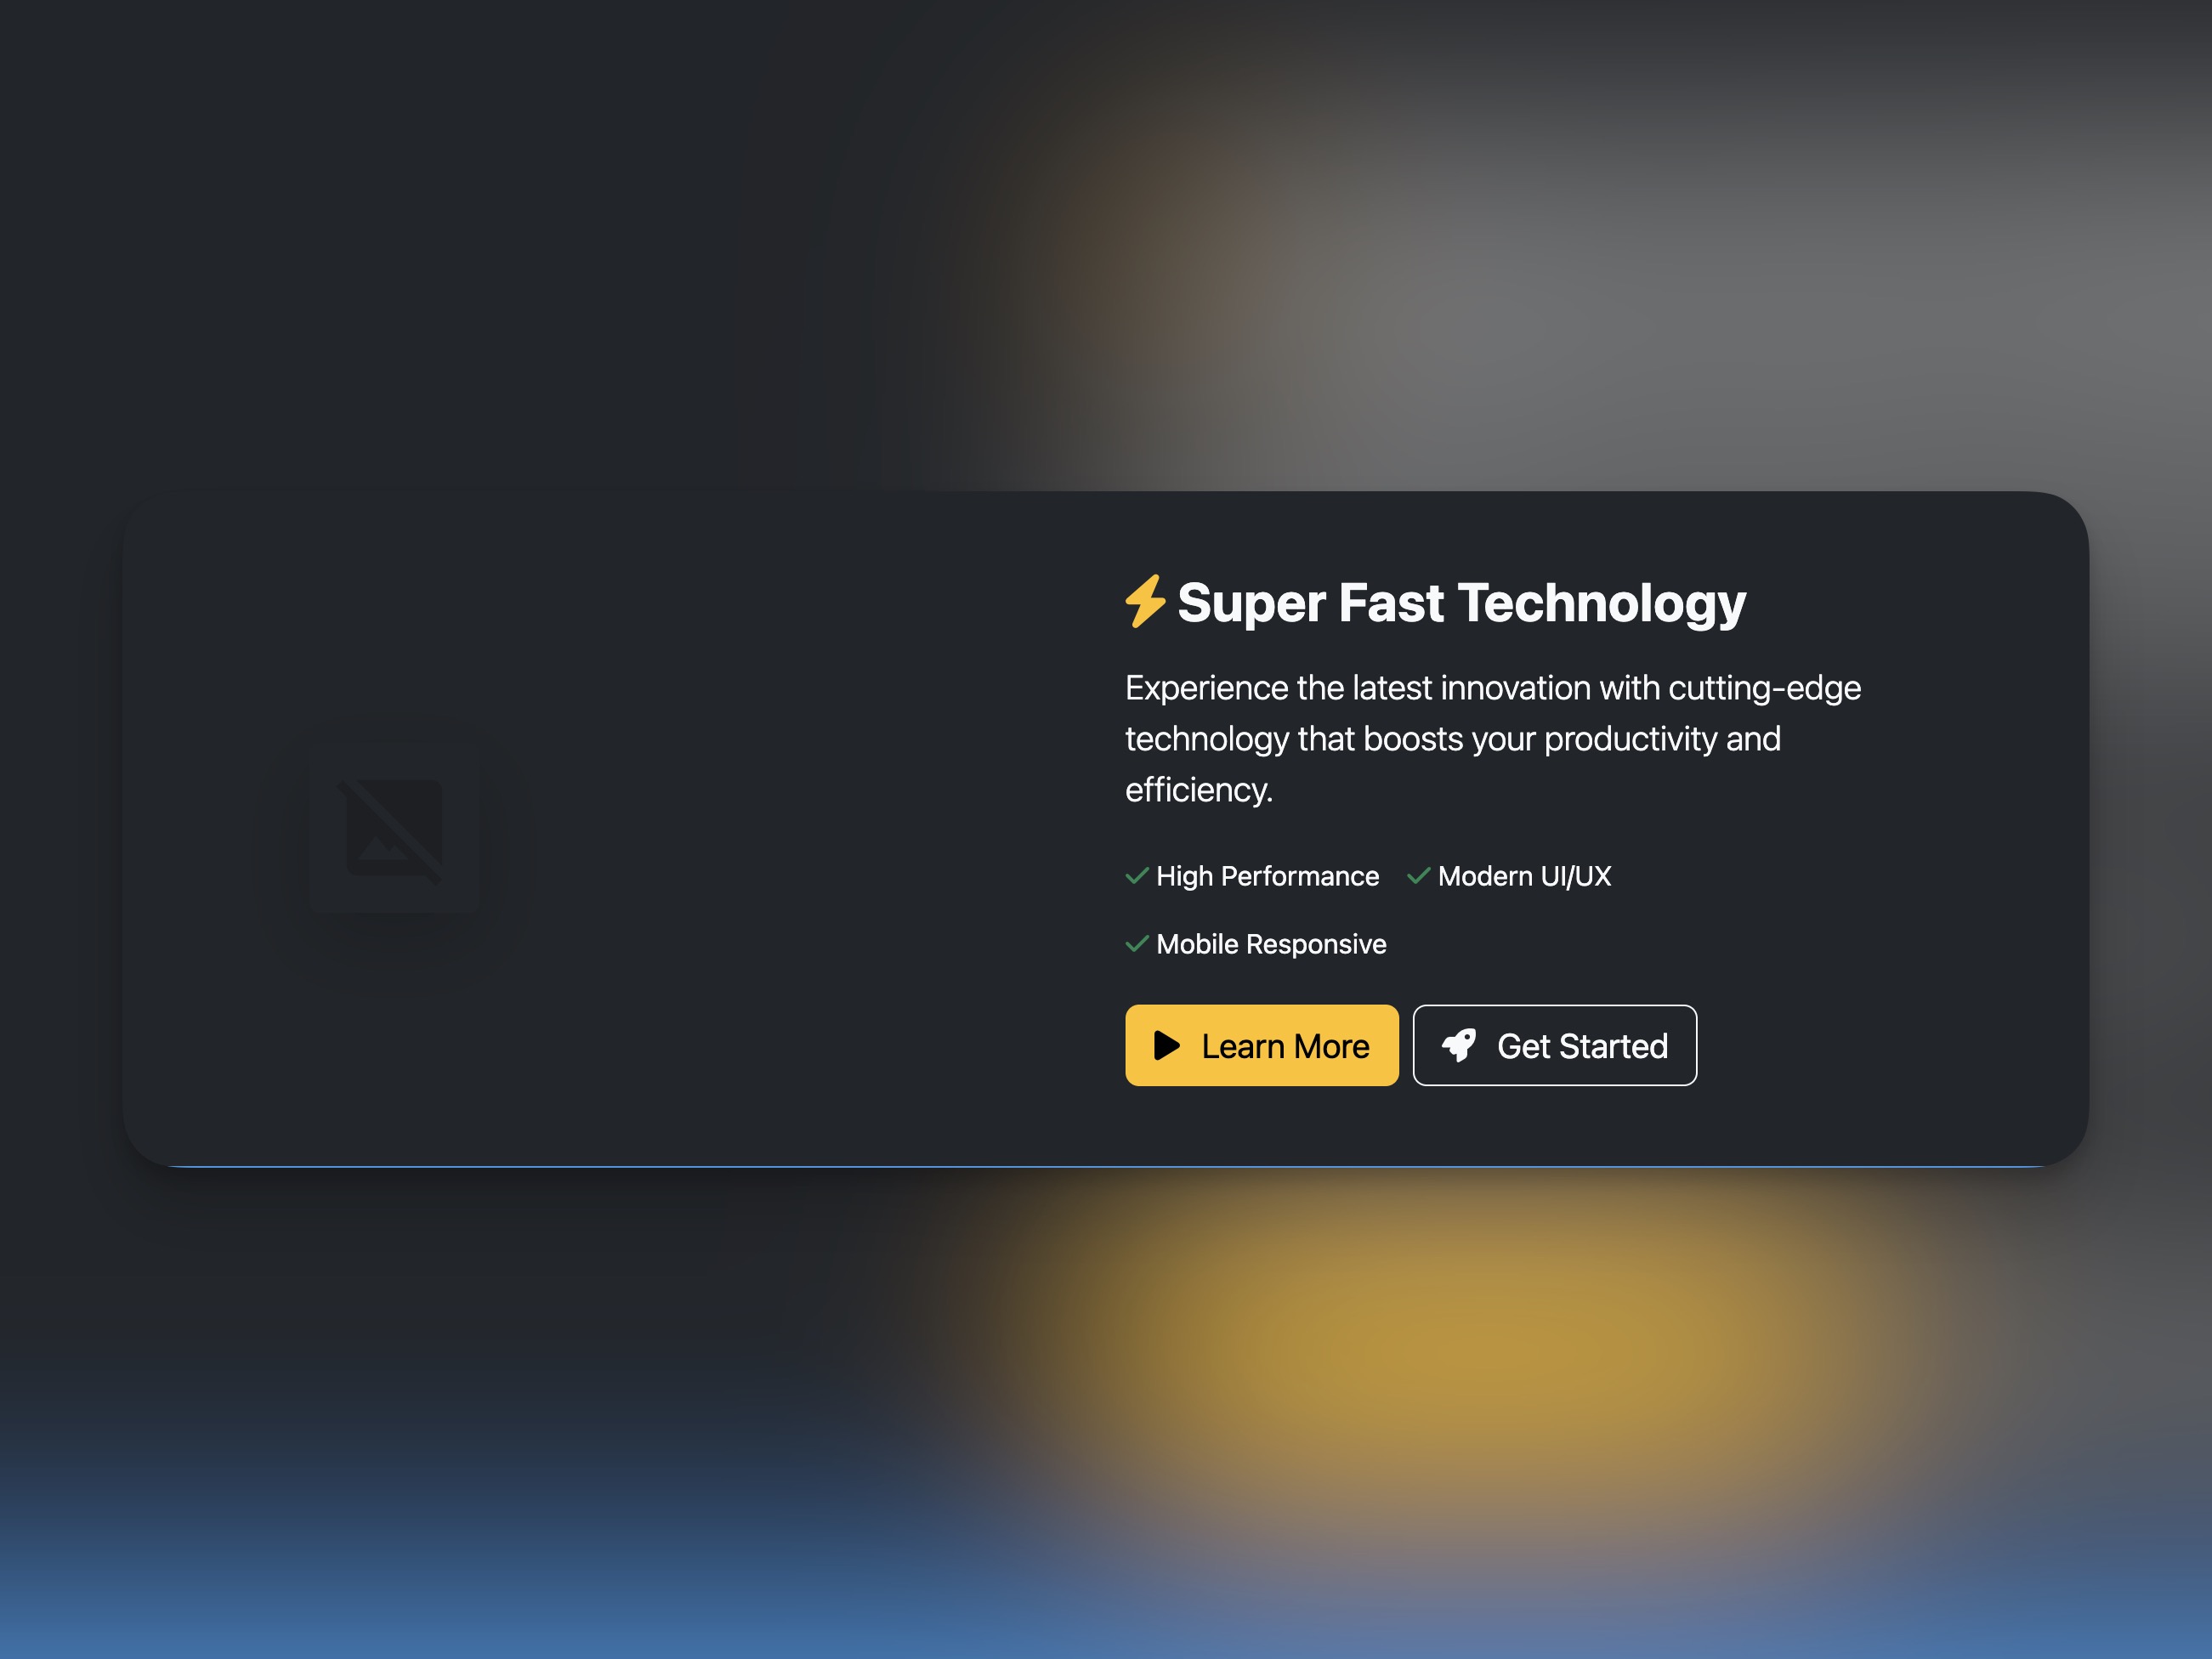 Super Fast Technology
Experience the latest innovation with cutting-edge
technology that boosts your productivity and
efficiency.
High Performance Modern UI/UX
Mobile Responsive
Learn More Get Started